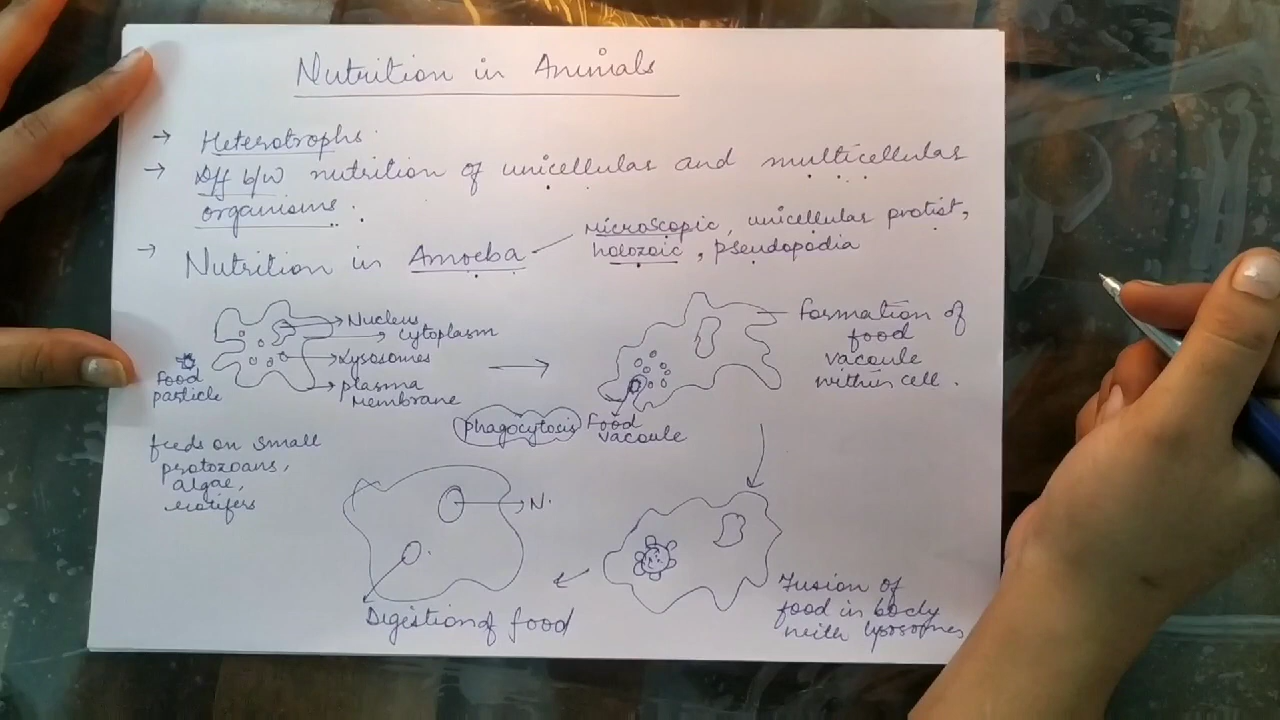 Nutrition in Animals
→ Heterotrophs.
→ Diff b/w nutrition of unicellular and multicellular
organisms.
→ Nutrition in Amoeba
microscopic, unicellular protist,
holozoic, pseudopodia
Nucleus
cytoplasm
Lysosomes
plasma
Membrane
Food
particle
Formation of
food
vacoule
within cell.
phagocytosis
Food
vacoule
feeds on small
protozoans,
algae,
rotifers
N.
Digestion of food
Fusion of
food in body
with lyposomes